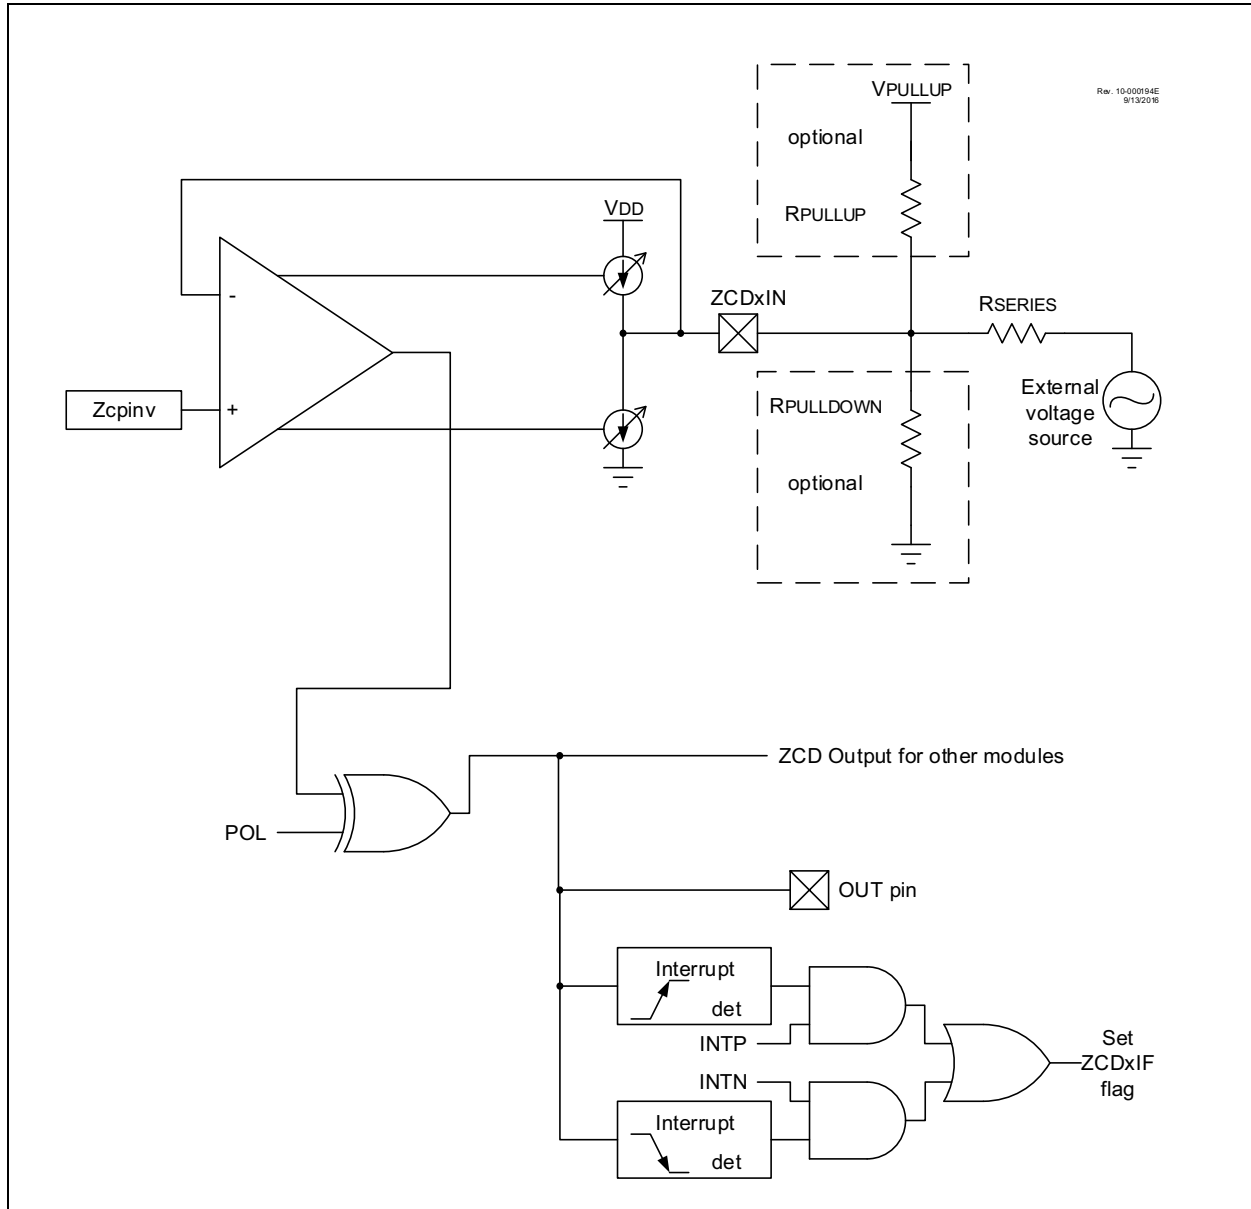 VPULLUP
Rev. 10-000194E
9/13/2016
optional
RPULLUP
VDD
ZCDxIN
RSERIES
-
Zcpinv
+
RPULLDOWN
External
voltage
source
optional
ZCD Output for other modules
POL
OUT pin
Interrupt
det
INTP
Set
ZCDxIF
flag
INTN
Interrupt
det